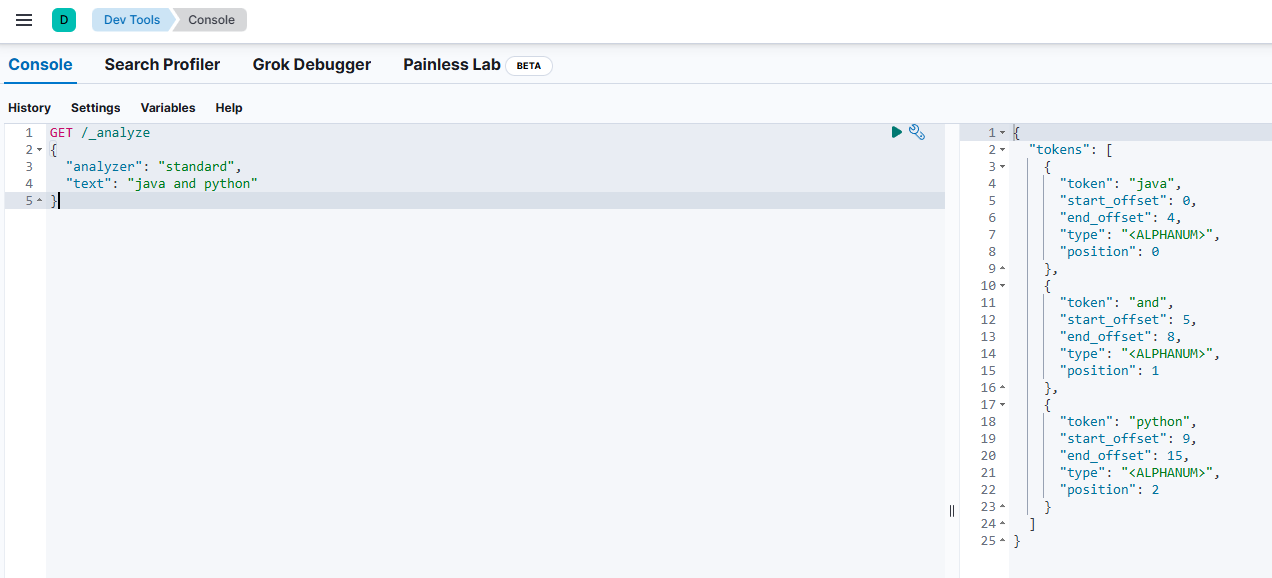 D Dev Tools Console
Console Search Profiler Grok Debugger Painless Lab BETA
History Settings Variables Help
1 GET /_analyze
2 {
3 "analyzer": "standard",
4 "text": "java and python"
5 }
1 {
2 "tokens": [
3 {
4 "token": "java",
5 "start_offset": 0,
6 "end_offset": 4,
7 "type": "<ALPHANUM>",
8 "position": 0
9 },
10 {
11 "token": "and",
12 "start_offset": 5,
13 "end_offset": 8,
14 "type": "<ALPHANUM>",
15 "position": 1
16 },
17 {
18 "token": "python",
19 "start_offset": 9,
20 "end_offset": 15,
21 "type": "<ALPHANUM>",
22 "position": 2
23 }
24 ]
25 }